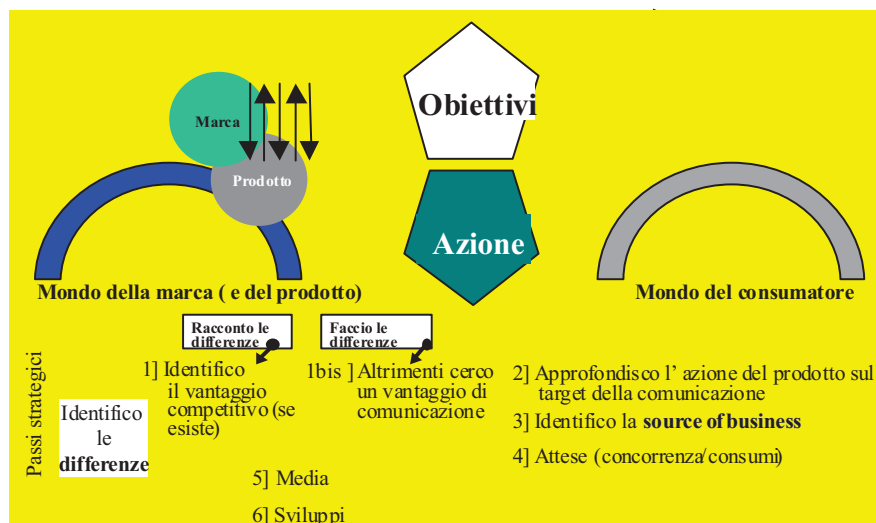 Obiettivi
Marca
Prodotto
Azione
Mondo della marca ( e del prodotto)
Mondo del consumatore
Racconto le
differenze
Faccio le
differenze
Passi strategici
Identifico
le
differenze
1] Identifico
il vantaggio
competitivo (se
esiste)
1bis ] Altrimenti cerco
un vantaggio di
comunicazione
2] Approfondisco l’ azione del prodotto sul
target della comunicazione
3] Identifico la source of business
4] Attese (concorrenza/consumi)
5] Media
6] Sviluppi